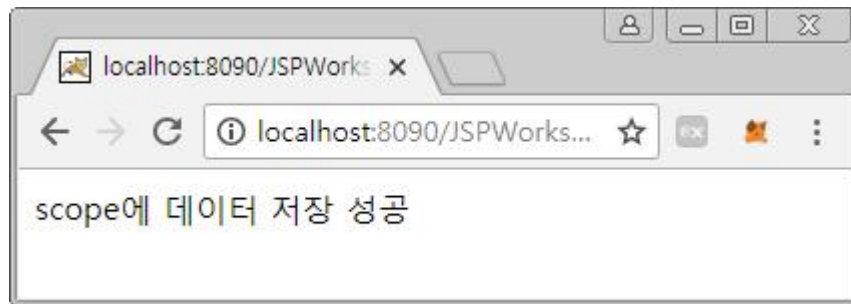 localhost:8090/JSPWorks
localhost:8090/JSPWorks...
scope에 데이터 저장 성공